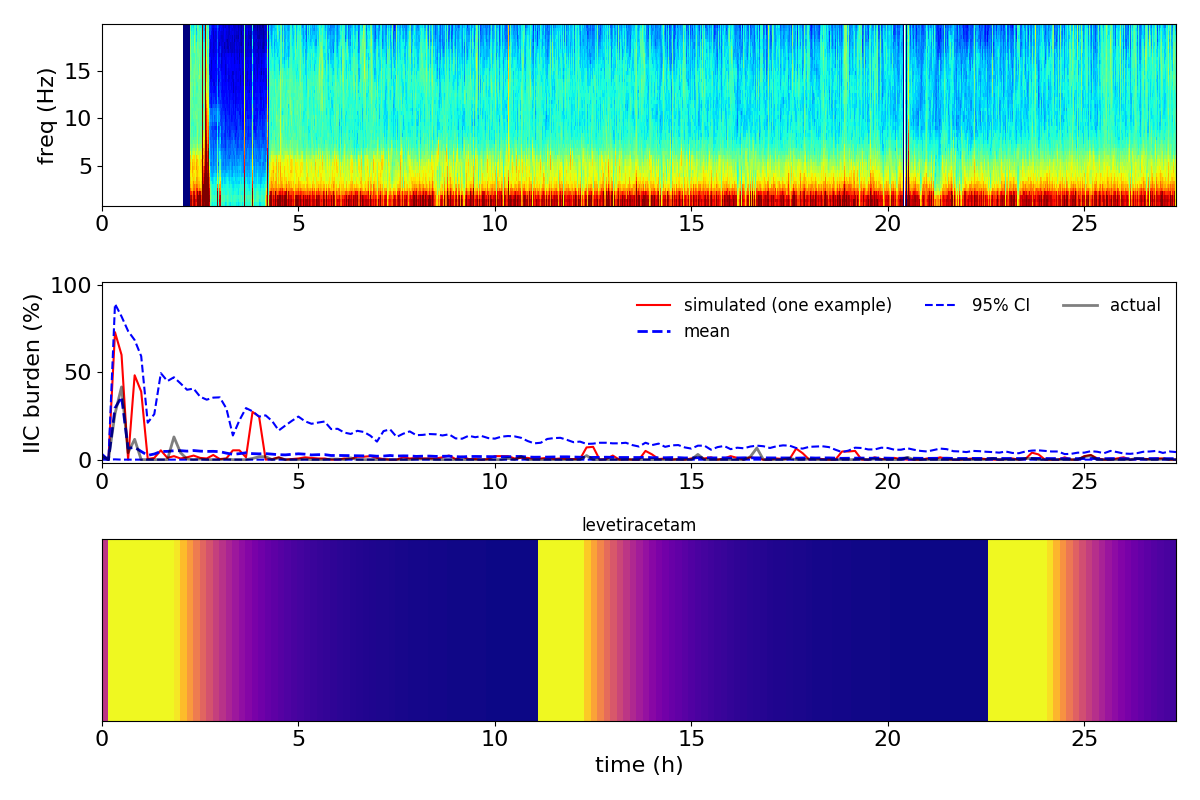 freq (Hz)
15
10
5
0 5 10 15 20 25
IIC burden (%)
100
50
0
simulated (one example)
mean
95% CI
actual
0 5 10 15 20 25
levetiracetam
0 5 10 15 20 25
time (h)